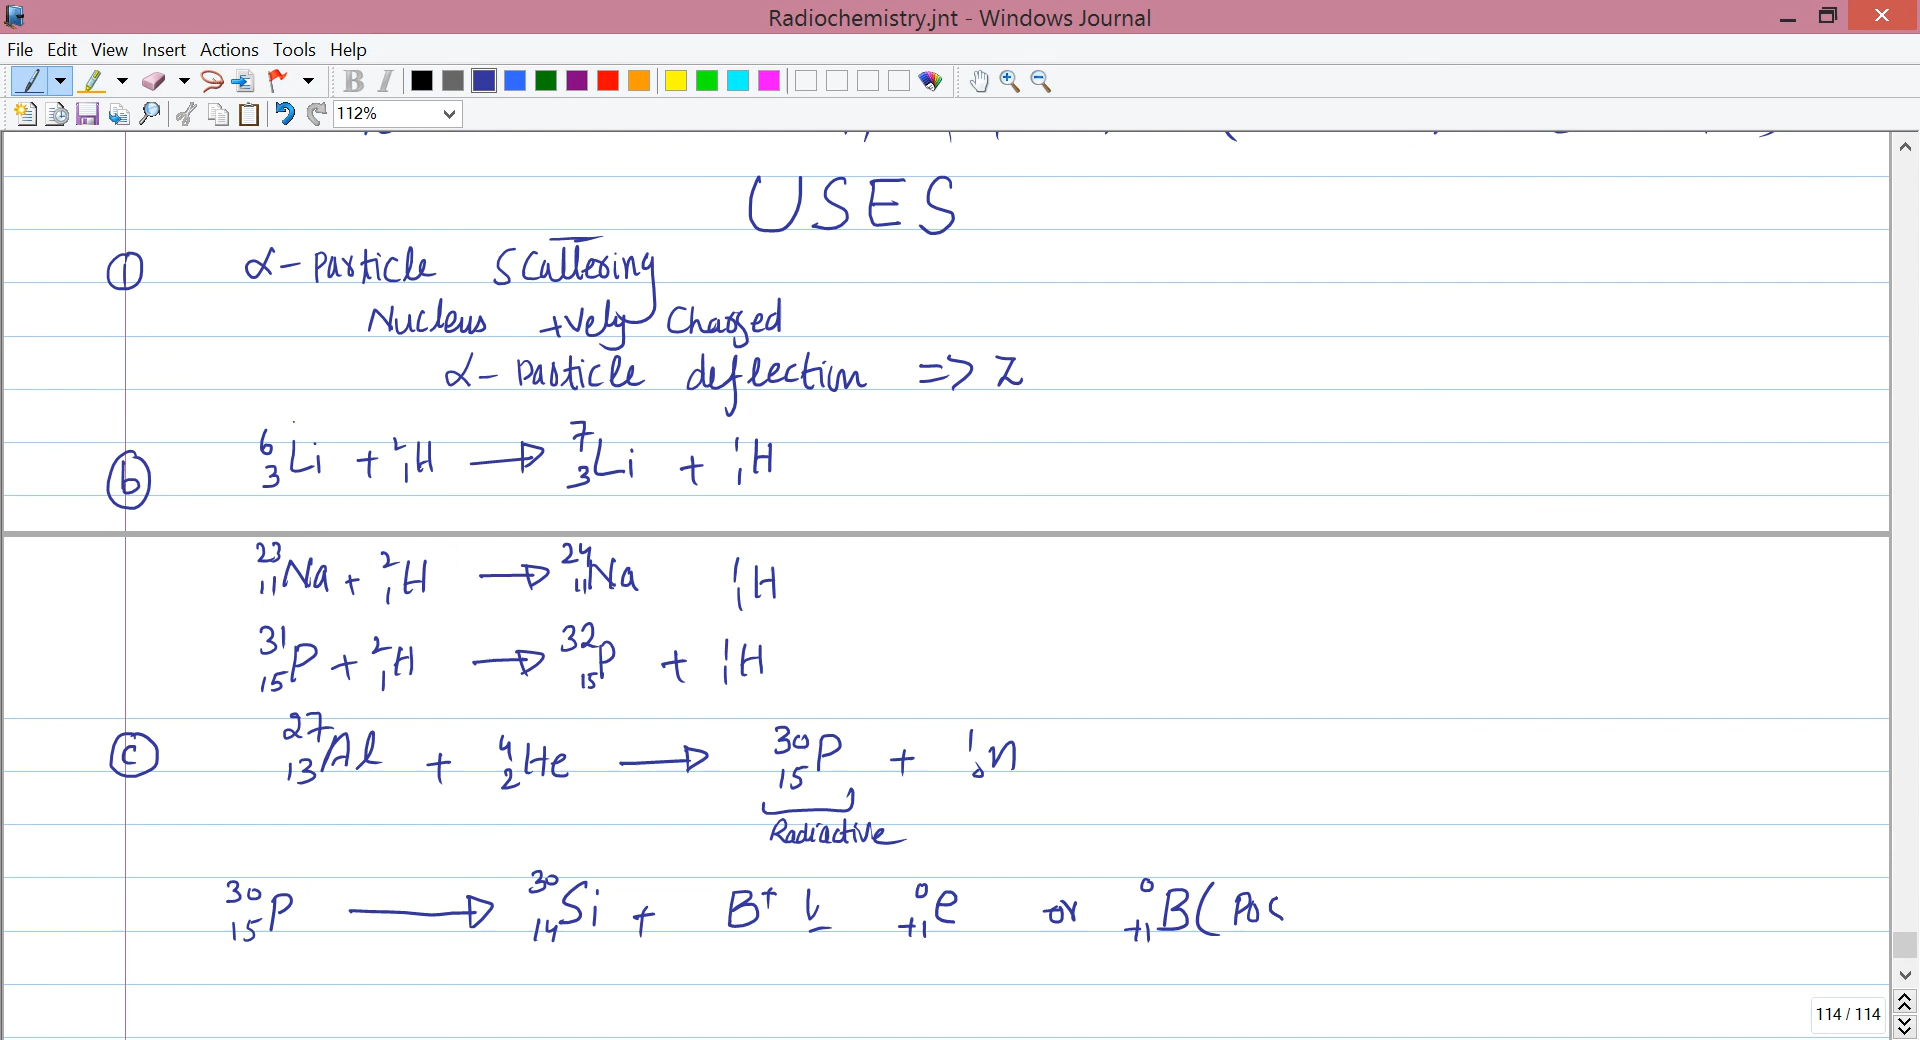 Radiochemistry.jnt - Windows Journal
File Edit View Insert Actions Tools Help
B I
112%
USES
① α-particle Scattering
Nucleus +vely Charged
α-particle deflection => Z
ⓑ ⁶₃Li + ²₁H → ⁷₃Li + ¹₁H
²³₁₁Na + ²₁H → ²⁴₁₁Na ¹₁H
³¹₁₅P + ²₁H → ³²₁₅P + ¹₁H
ⓒ ²⁷₁₃Al + ⁴₂He → ³⁰₁₅P + ¹₀n
Radiactive
³⁰₁₅P → ³⁰₁₄Si + B⁺ ⁰₊₁e or ⁰₊₁B( Pos
114 / 114